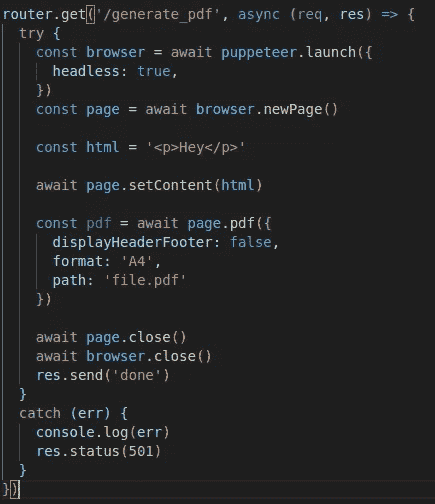 router.get('/generate_pdf', async (req, res) => {
  try {
    const browser = await puppeteer.launch({
      headless: true,
    })
    const page = await browser.newPage()

    const html = '<p>Hey</p>'

    await page.setContent(html)

    const pdf = await page.pdf({
      displayHeaderFooter: false,
      format: 'A4',
      path: 'file.pdf'
    })

    await page.close()
    await browser.close()
    res.send('done')
  }
  catch (err) {
    console.log(err)
    res.status(501)
  }
})